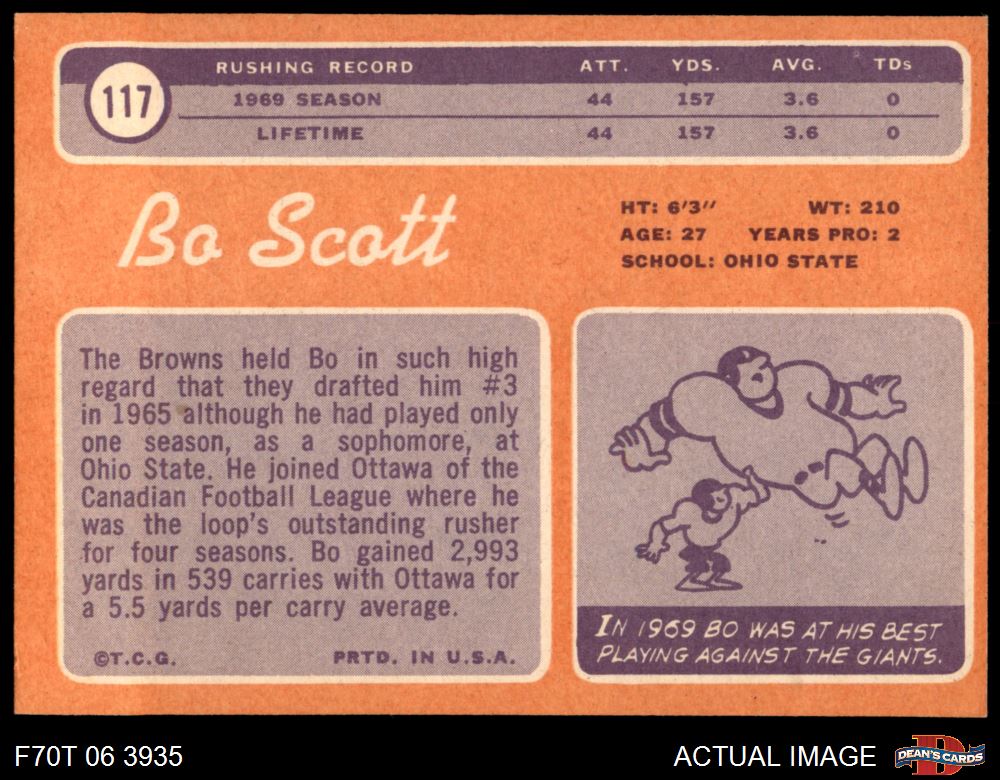 117
RUSHING RECORD ATT. YDS. AVG. TDs
1969 SEASON 44 157 3.6 0
LIFETIME 44 157 3.6 0
Bo Scott
HT: 6'3" WT: 210
AGE: 27 YEARS PRO: 2
SCHOOL: OHIO STATE
The Browns held Bo in such high
regard that they drafted him #3
in 1965 although he had played only
one season, as a sophomore, at
Ohio State. He joined Ottawa of the
Canadian Football League where he
was the loop's outstanding rusher
for four seasons. Bo gained 2,993
yards in 539 carries with Ottawa for
a 5.5 yards per carry average.
©T.C.G. PRTD. IN U.S.A.
IN 1969 BO WAS AT HIS BEST
PLAYING AGAINST THE GIANTS.
F70T 06 3935 ACTUAL IMAGE
D
DEAN'S CARDS